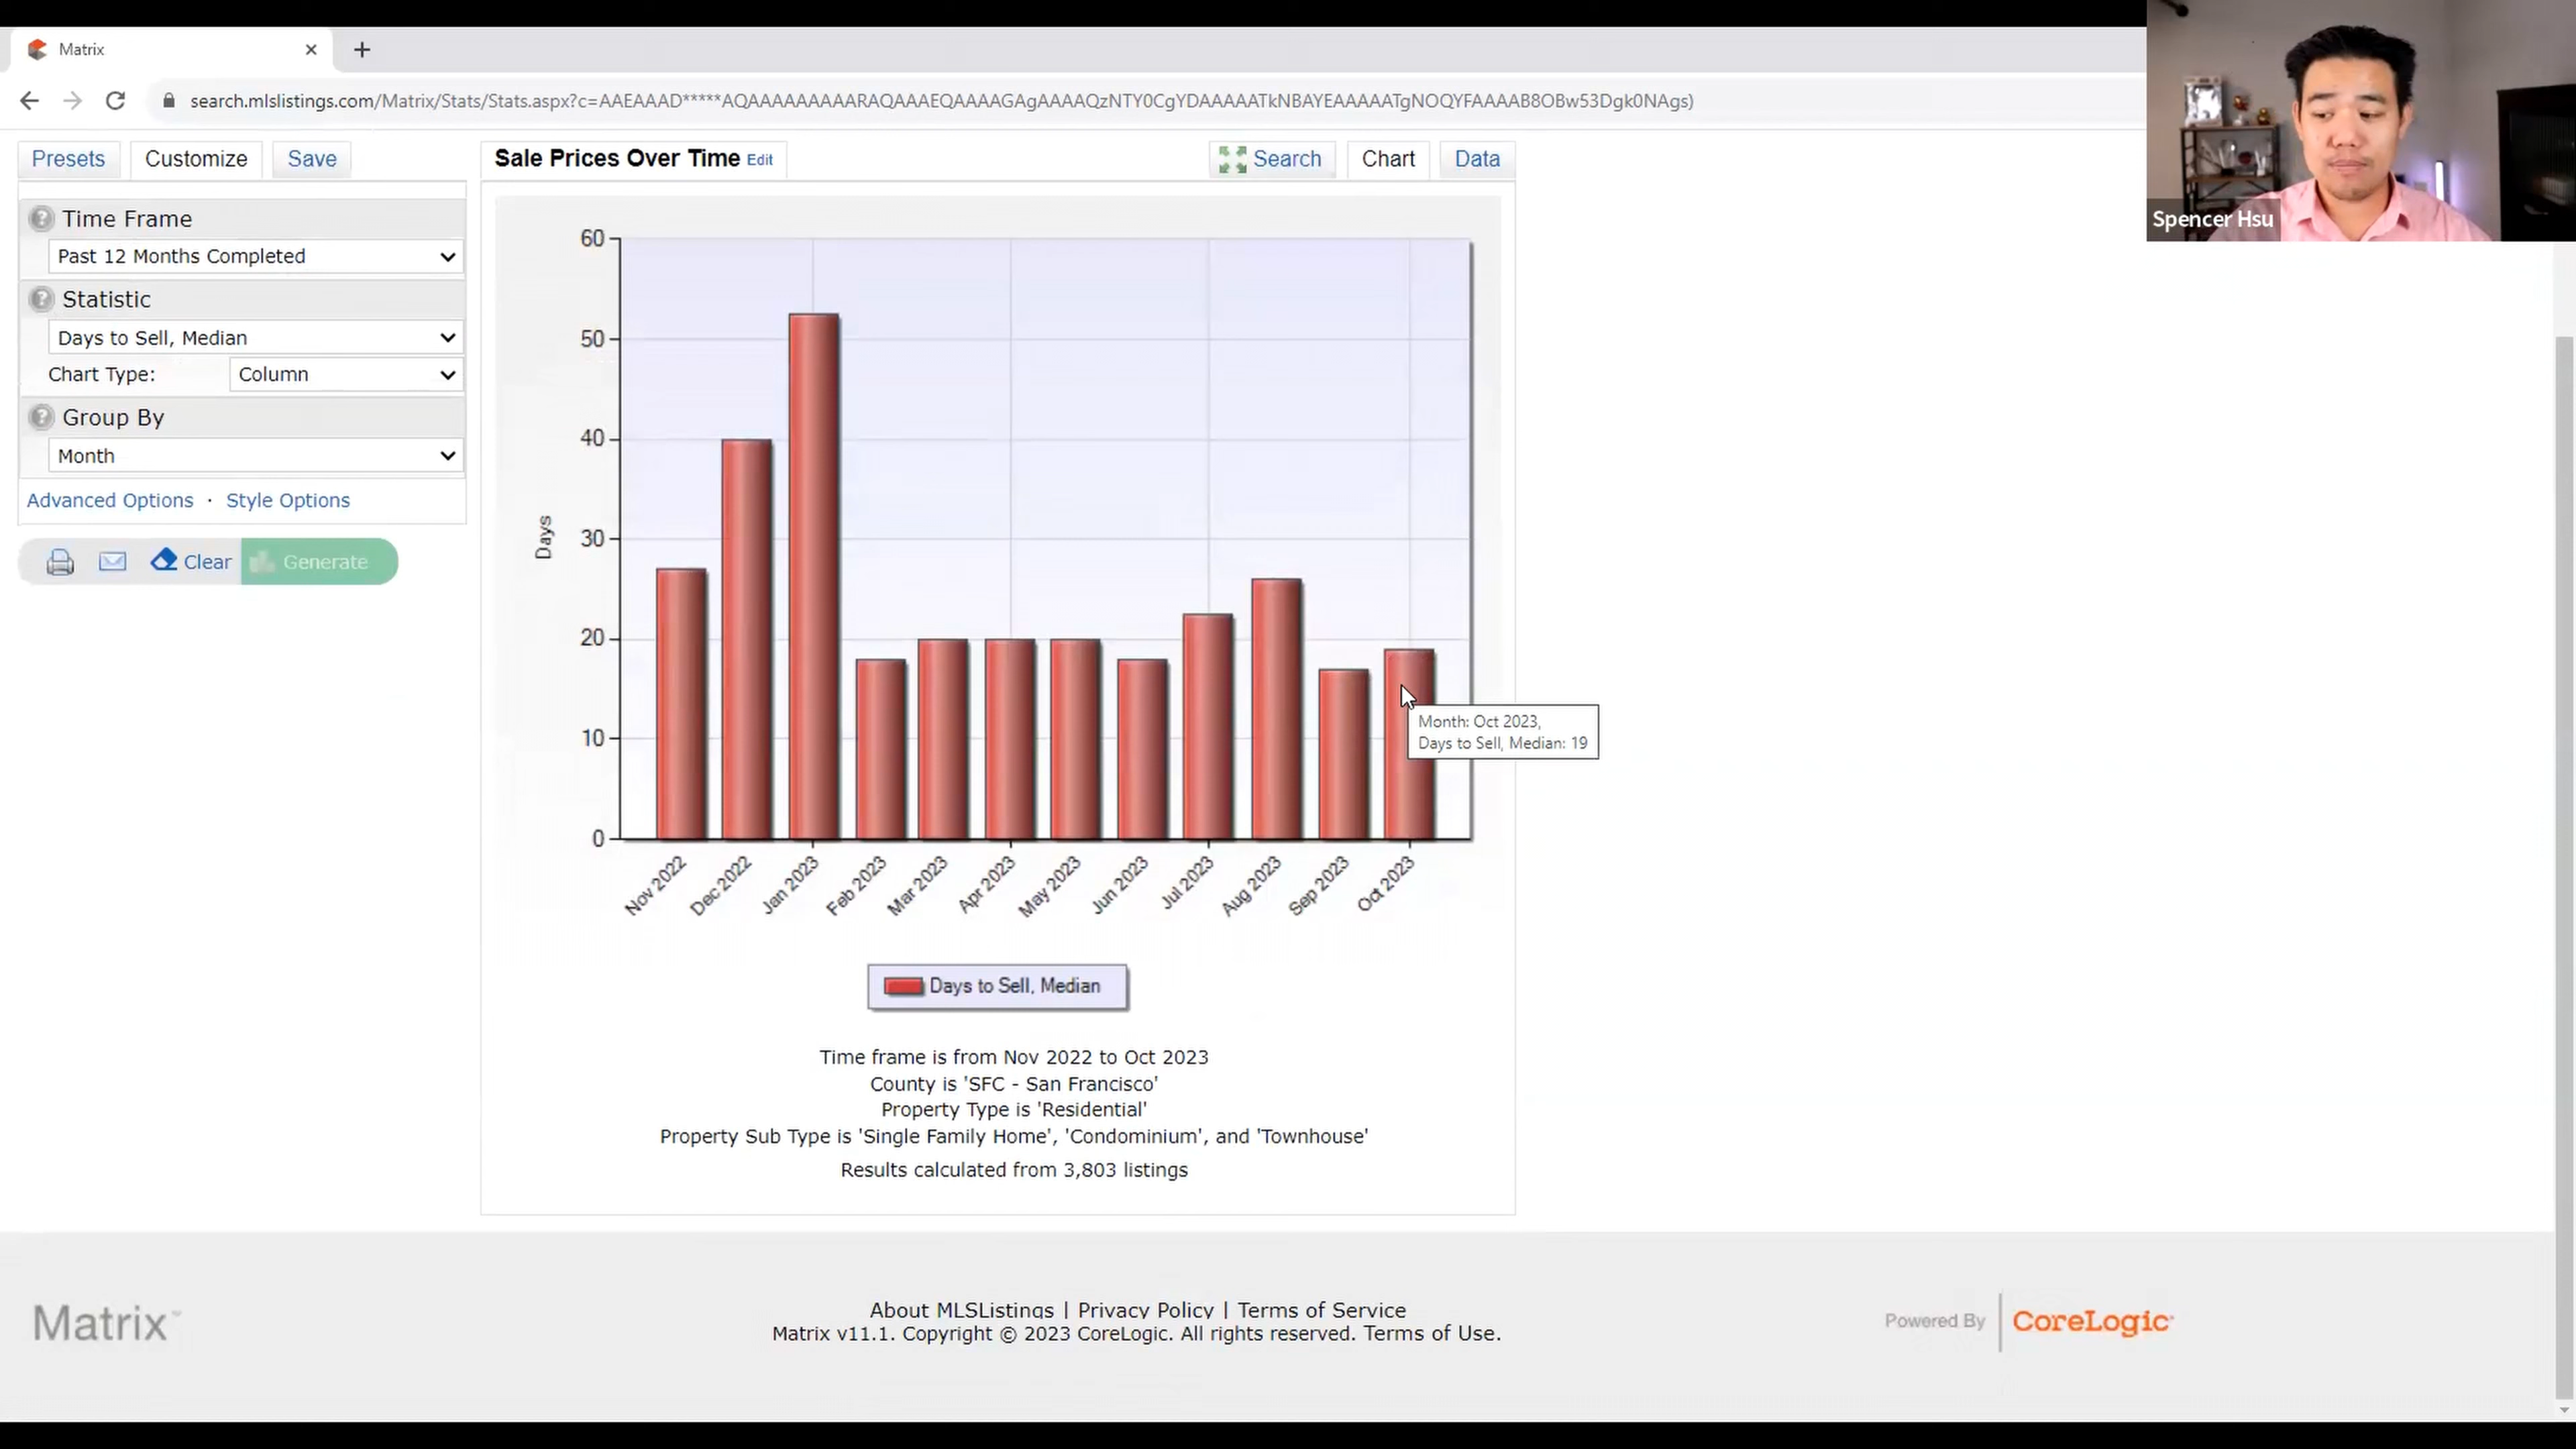 Matrix
search.mlslistings.com/Matrix/Stats/Stats.aspx?c=AAEAAAD*****AQAAAAAAAAARAQAAAEQAAAAGAgAAAAQzNTY0CgYDAAAAATkNBAYEAAAAATgNOQYFAAAAB8OBw53Dgk0NAgs)
Spencer Hsu
Presets Customize Save
Sale Prices Over Time Edit
Search Chart Data
Time Frame
Past 12 Months Completed
Statistic
Days to Sell, Median
Chart Type: Column
Group By
Month
Advanced Options · Style Options
Clear Generate
60
50
40
30
20
10
0
Days
Month: Oct 2023,
Days to Sell, Median: 19
Nov 2022 Dec 2022 Jan 2023 Feb 2023 Mar 2023 Apr 2023 May 2023 Jun 2023 Jul 2023 Aug 2023 Sep 2023 Oct 2023
Days to Sell, Median
Time frame is from Nov 2022 to Oct 2023
County is 'SFC - San Francisco'
Property Type is 'Residential'
Property Sub Type is 'Single Family Home', 'Condominium', and 'Townhouse'
Results calculated from 3,803 listings
Matrix™
About MLSListings | Privacy Policy | Terms of Service
Matrix v11.1. Copyright © 2023 CoreLogic. All rights reserved. Terms of Use.
Powered By CoreLogic